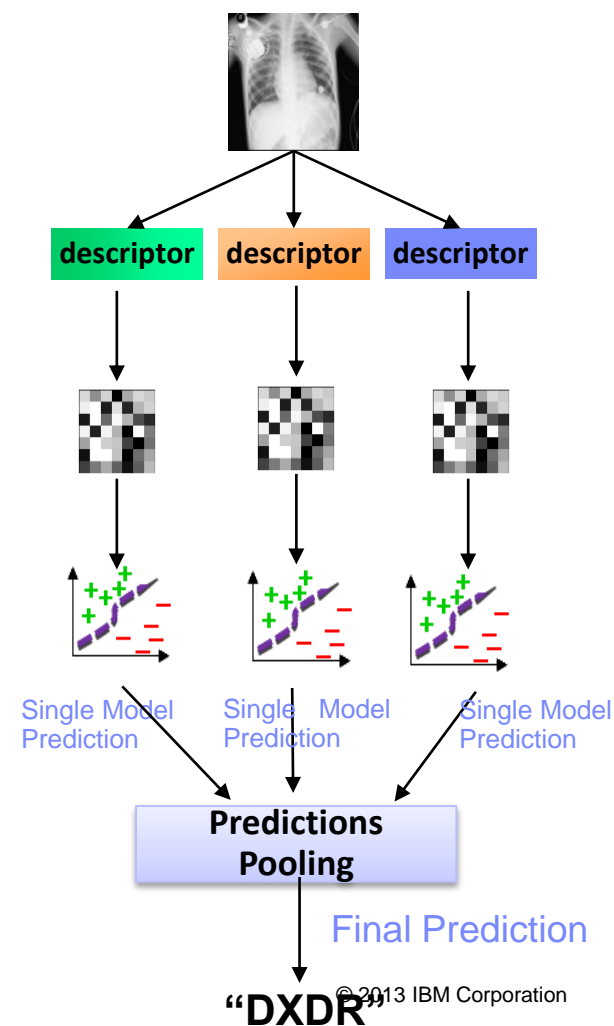 descriptor descriptor descriptor
Single Model
Prediction
Single Model
Prediction
Single Model
Prediction
Predictions
Pooling
Final Prediction
“DXDR”
© 2013 IBM Corporation